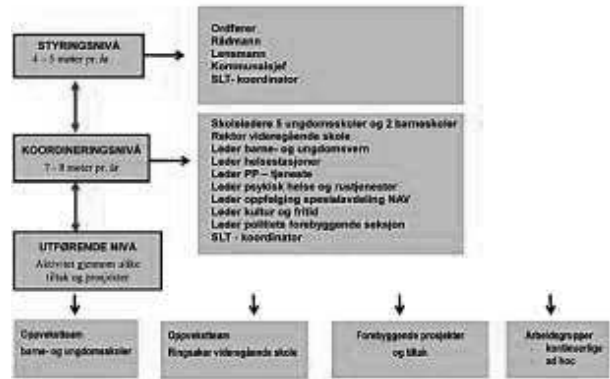 STYRINGSNIVÅ
4 – 5 møter pr. år
Ordfører
Rådmann
Lensmann
Kommunalsjef
SLT- koordinator
KOORDINERINGSNIVÅ
7 – 8 møter pr. år
Skoleledere 5 ungdomsskoler og 2 barneskoler
Rektor videregående skole
Leder barne- og ungdomsvern
Leder helsestasjoner
Leder PP – tjeneste
Leder psykisk helse og rustjenester
Leder oppfølging spesialavdeling NAV
Leder kultur og fritid
Leder politiets forebyggende seksjon
SLT - koordinator
UTFØRENDE NIVÅ
Aktivitet gjennom ulike
tiltak og prosjekter
Oppvekstteam
barne- og ungdomsskoler
Oppvekstteam
Ringsaker videregående skole
Forebyggende prosjekter
og tiltak
Arbeidsgrupper
- kontinuerlige
- ad hoc